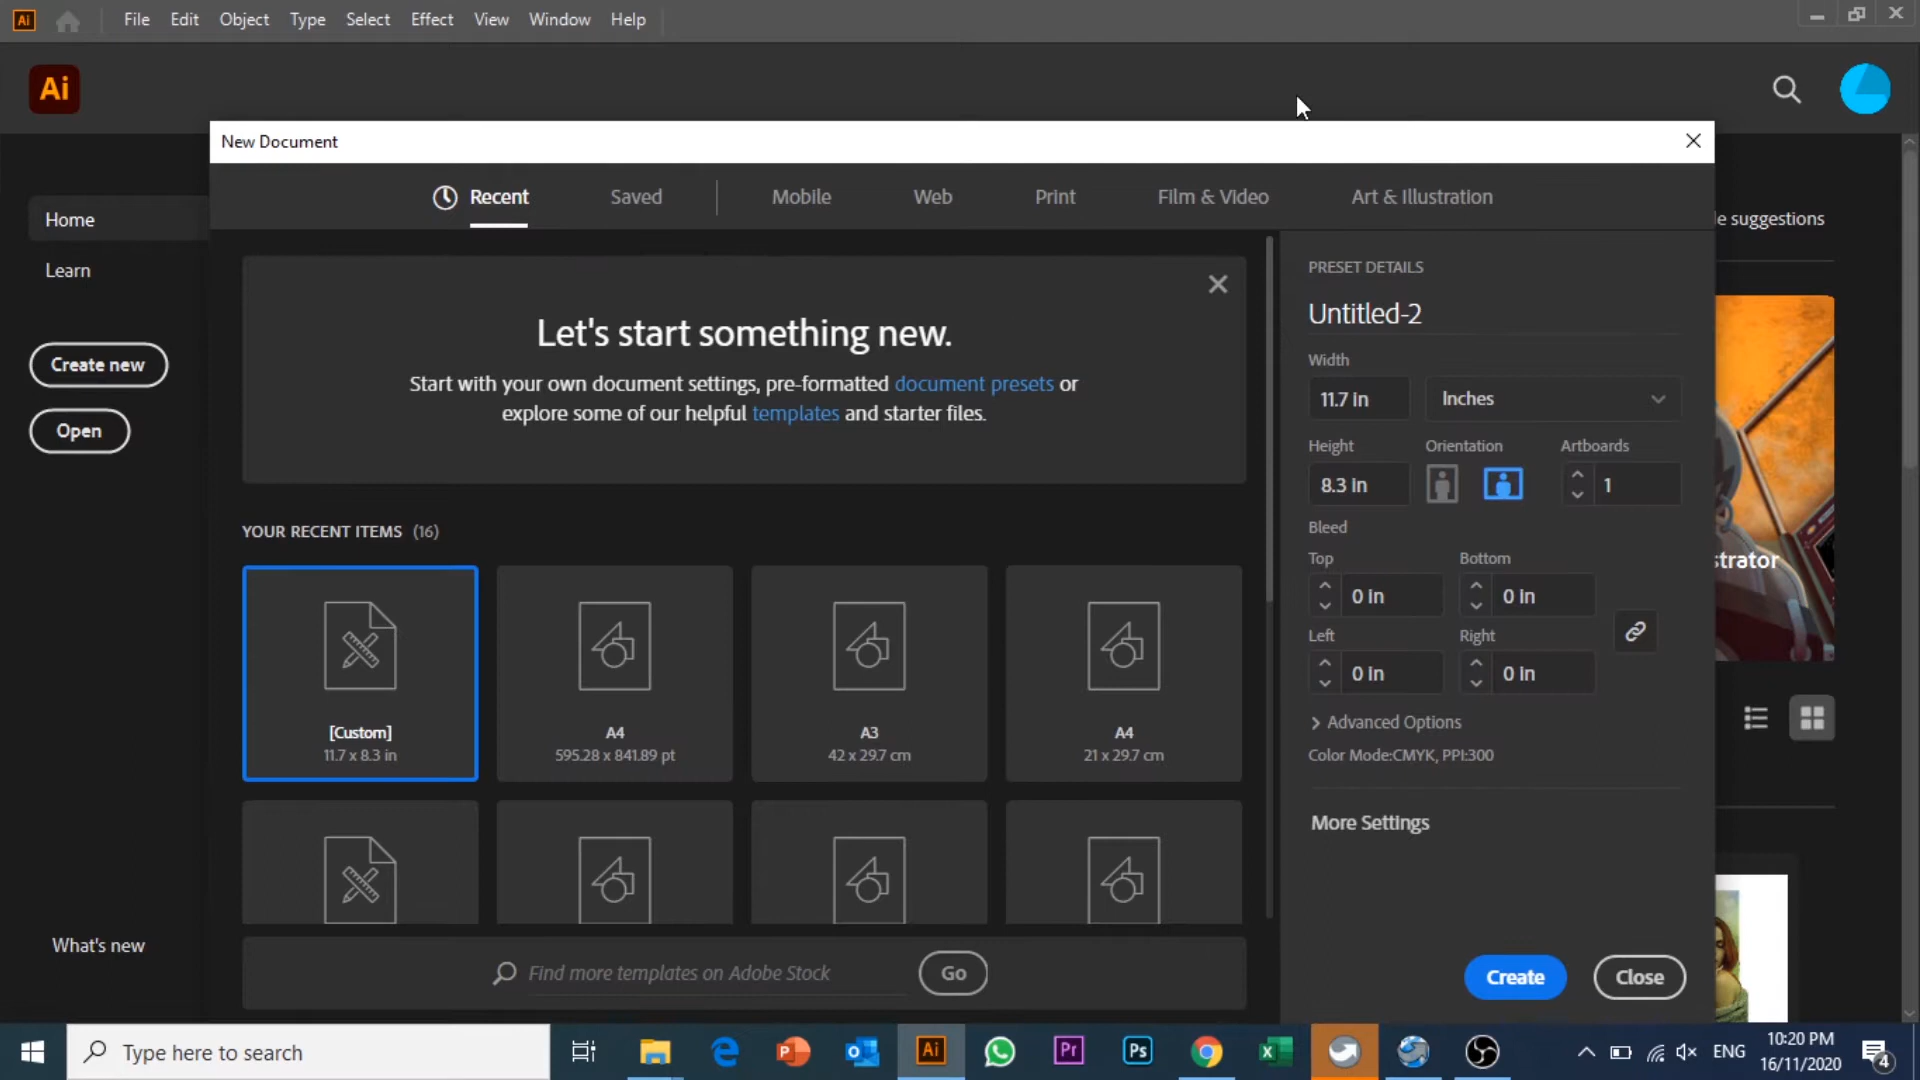 Ai
File Edit Object Type Select Effect View Window Help
Ai
New Document
Recent Saved Mobile Web Print Film & Video Art & Illustration
Home
Learn
Create new
Open
What's new
Let's start something new.
Start with your own document settings, pre-formatted document presets or
explore some of our helpful templates and starter files.
YOUR RECENT ITEMS (16)
[Custom]
11.7 x 8.3 in
A4
595.28 x 841.89 pt
A3
42 x 29.7 cm
A4
21 x 29.7 cm
Find more templates on Adobe Stock
Go
PRESET DETAILS
Untitled-2
Width
11.7 in Inches
Height Orientation Artboards
8.3 in 1
Bleed
Top Bottom
0 in 0 in
Left Right
0 in 0 in
Advanced Options
Color Mode:CMYK, PPI:300
More Settings
Create Close
suggestions
strator
Type here to search
P
Ai
Pr
Ps
ENG
10:20 PM
16/11/2020
4